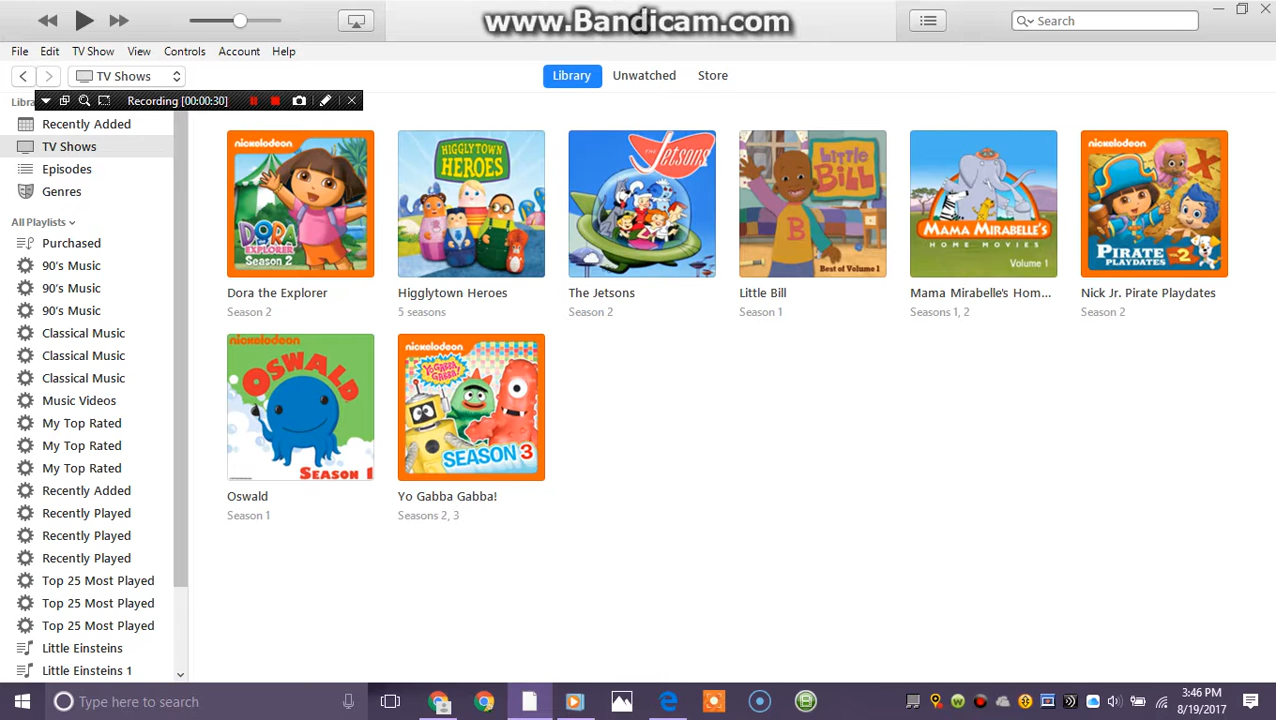 www.Bandicam.com
Search
File Edit TV Show View Controls Account Help
TV Shows
Library Unwatched Store
Recording [00:00:30]
Recently Added
TV Shows
Episodes
Genres
All Playlists
Purchased
90's Music
90's Music
90's Music
Classical Music
Classical Music
Classical Music
Music Videos
My Top Rated
My Top Rated
My Top Rated
Recently Added
Recently Played
Recently Played
Recently Played
Top 25 Most Played
Top 25 Most Played
Top 25 Most Played
Little Einsteins
Little Einsteins 1
nickelodeon
DORA
EXPLORER
Season 2
Dora the Explorer
Season 2
HIGGLYTOWN
HEROES
Higglytown Heroes
5 seasons
THE Jetsons
The Jetsons
Season 2
LITTLE
BILL
B
Best of Volume 1
Little Bill
Season 1
MAMA MIRABELLE'S
HOME MOVIES
Volume 1
Mama Mirabelle's Hom...
Seasons 1, 2
nickelodeon
PIRATE
PLAYDATES
VOL 2
Nick Jr. Pirate Playdates
Season 2
nickelodeon
OSWALD
SEASON 1
Oswald
Season 1
nickelodeon
YO GABBA
GABBA!
SEASON 3
Yo Gabba Gabba!
Seasons 2, 3
Type here to search
3:46 PM
8/19/2017